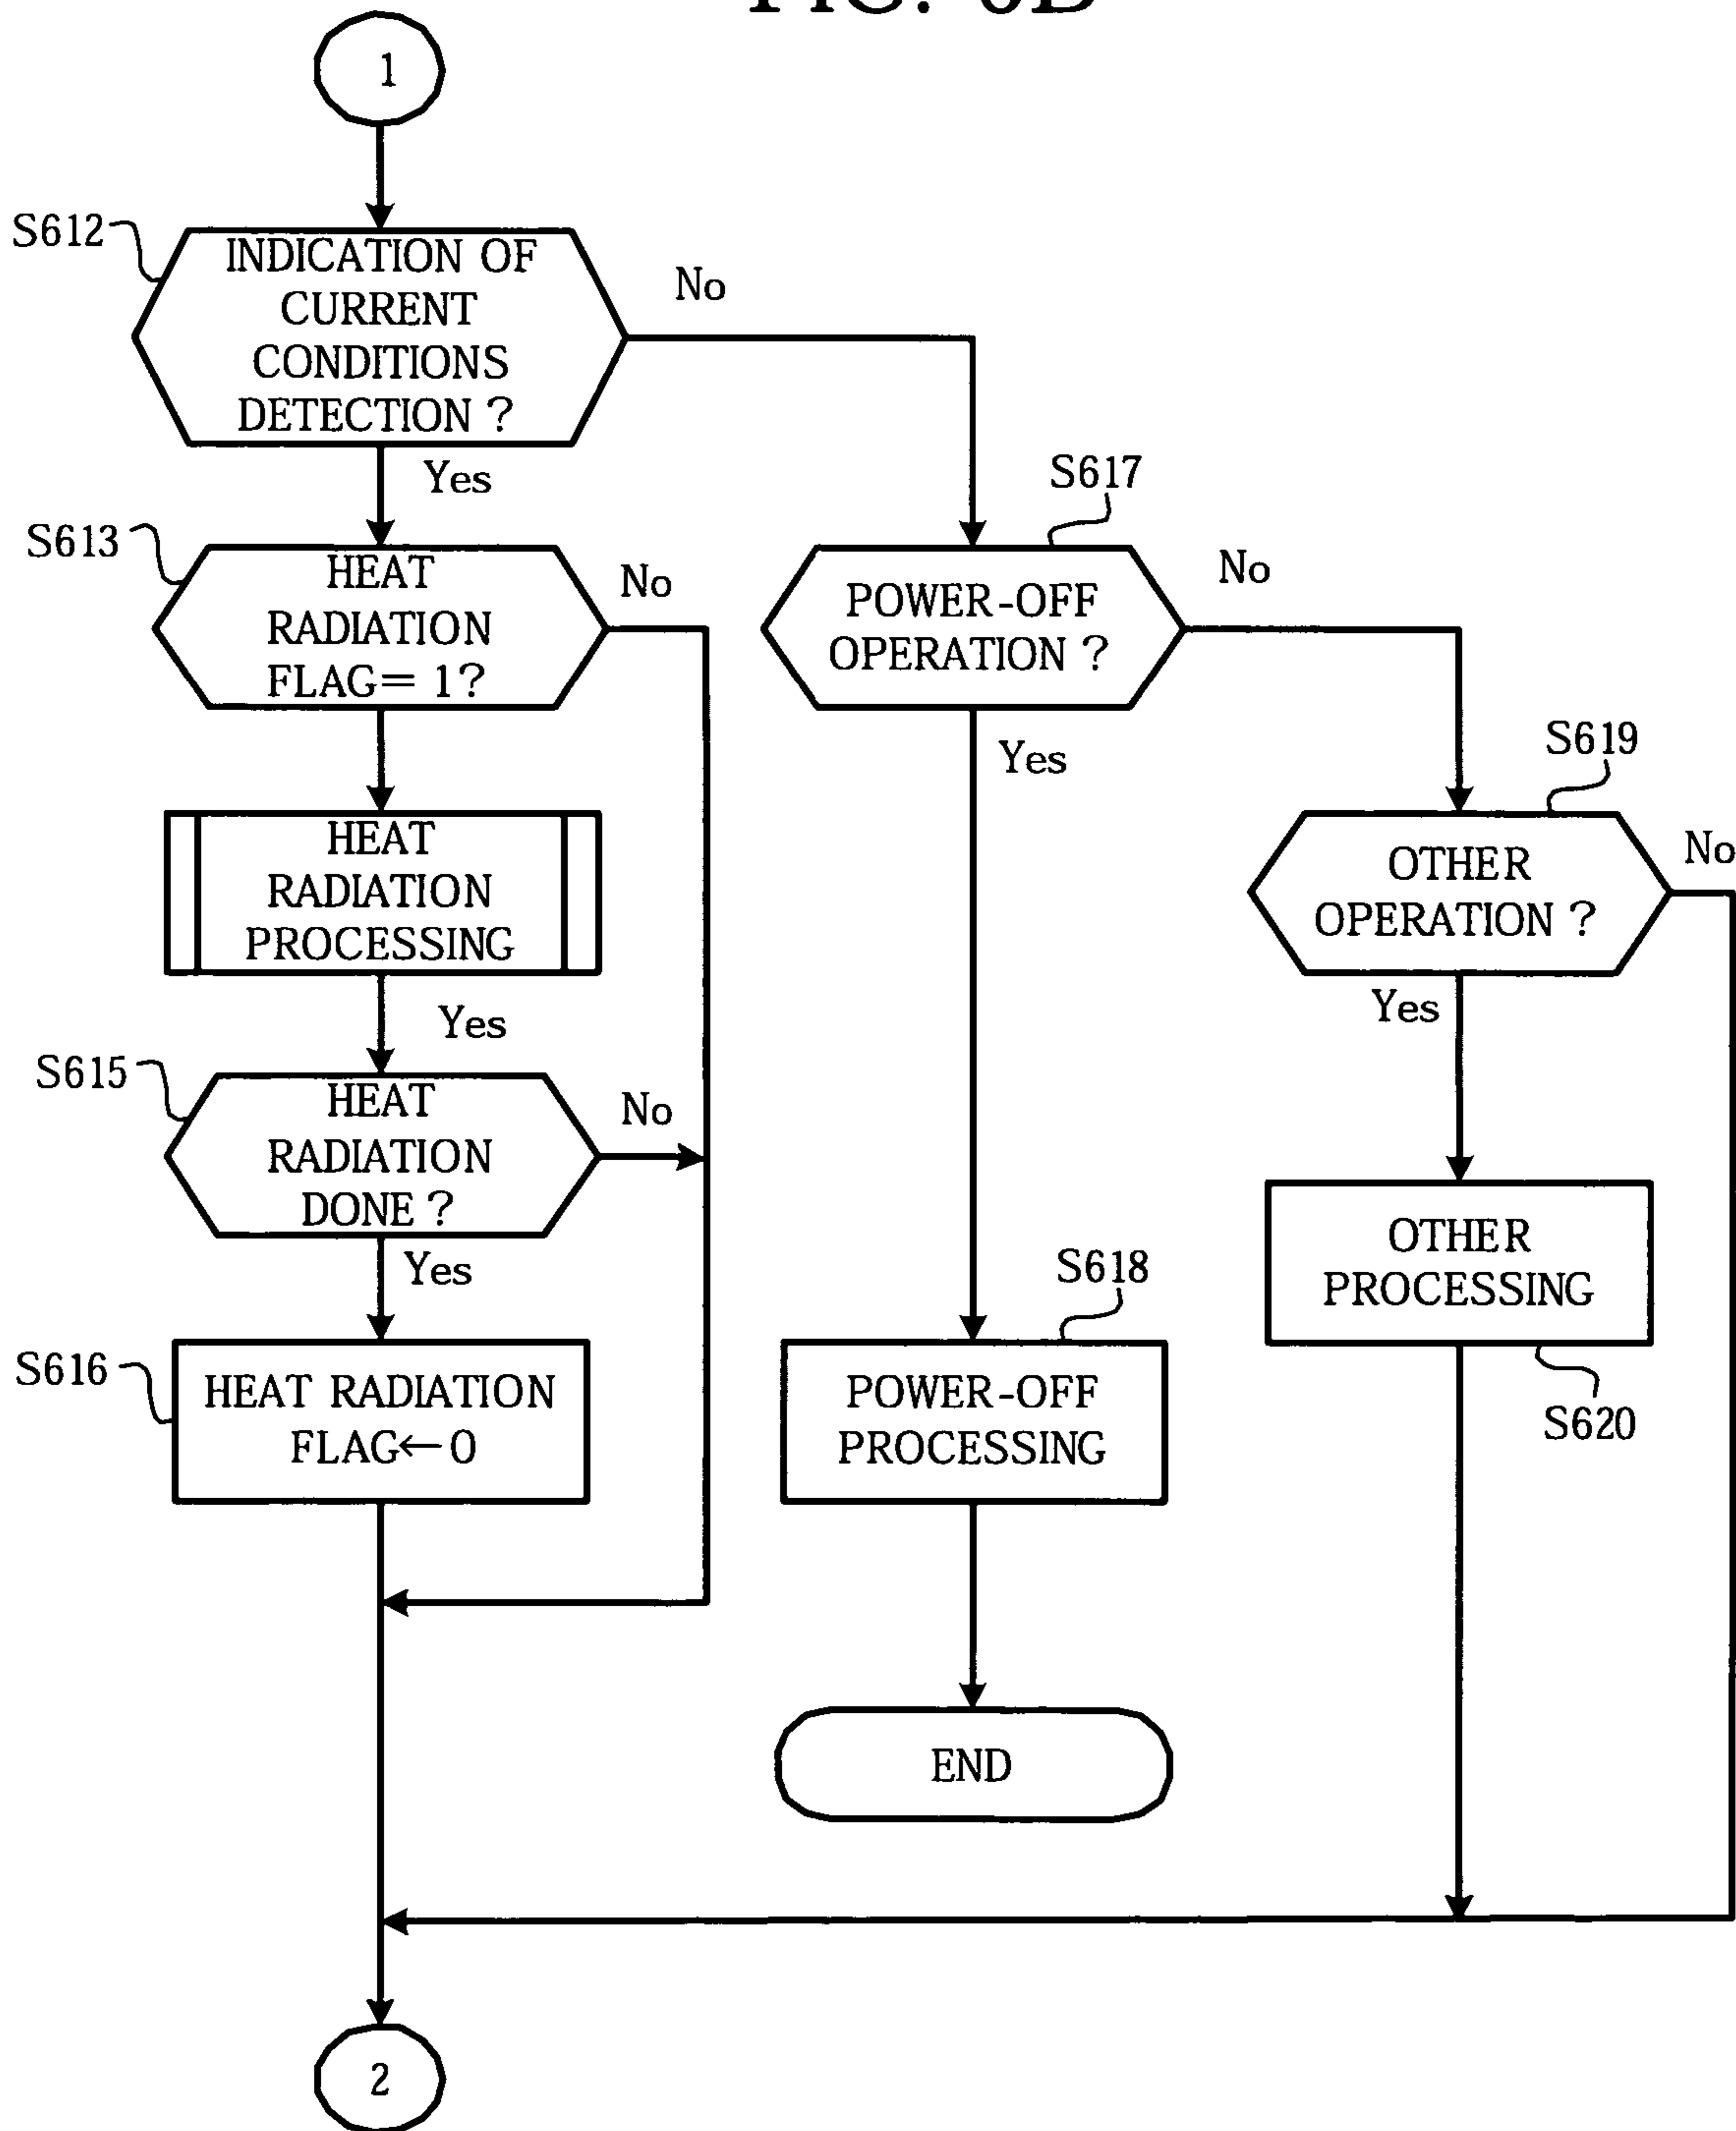 1
S612
INDICATION OF
CURRENT
CONDITIONS
DETECTION ?
No
Yes
S613
HEAT
RADIATION
FLAG= 1?
No
S617
POWER-OFF
OPERATION ?
No
Yes
HEAT
RADIATION
PROCESSING
Yes
S619
OTHER
OPERATION ?
No
Yes
S615
HEAT
RADIATION
DONE ?
No
Yes
OTHER
PROCESSING
S620
S616
HEAT RADIATION
FLAG←0
S618
POWER-OFF
PROCESSING
END
2